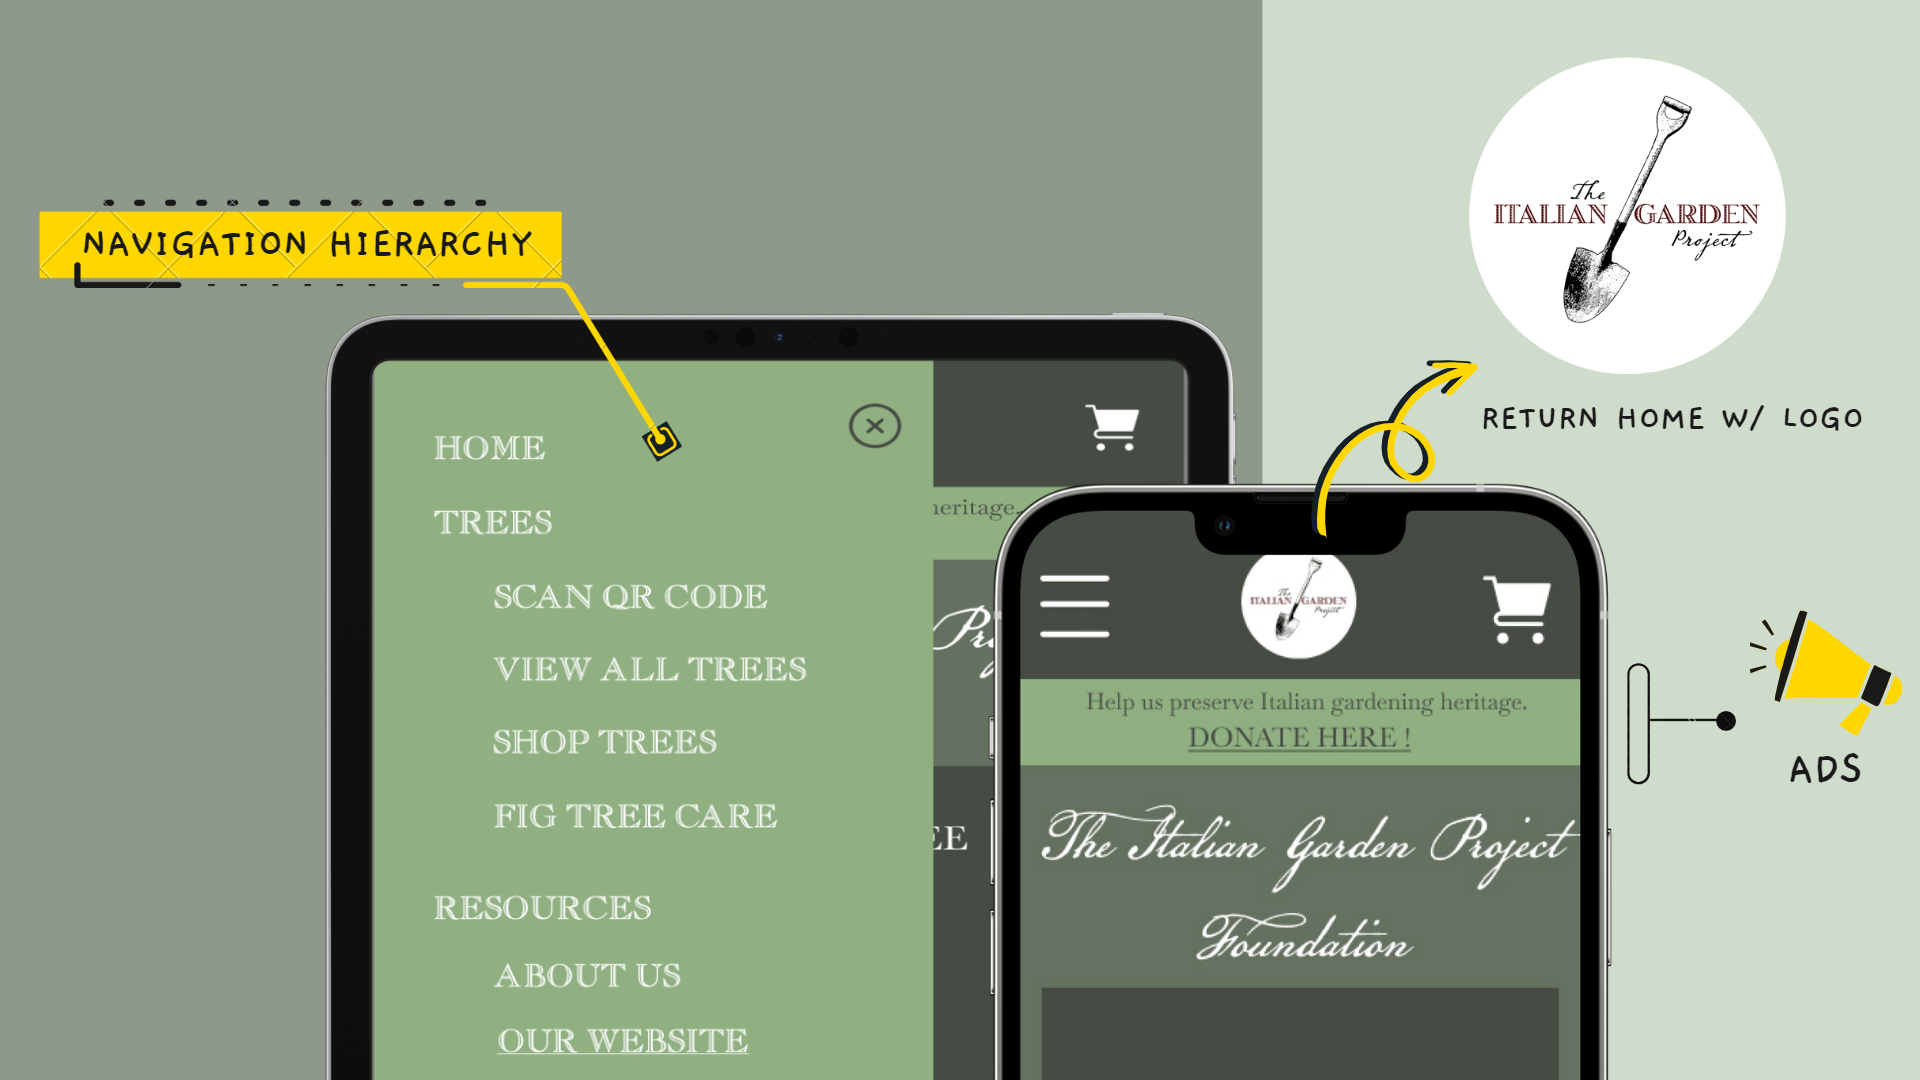 NAVIGATION HIERARCHY
HOME
TREES
SCAN QR CODE
VIEW ALL TREES
SHOP TREES
FIG TREE CARE
RESOURCES
ABOUT US
OUR WEBSITE
heritage.
The
ITALIAN GARDEN
Project
RETURN HOME W/ LOGO
The
ITALIAN GARDEN
Project
Help us preserve Italian gardening heritage.
DONATE HERE !
The Italian Garden Project
Foundation
ADS